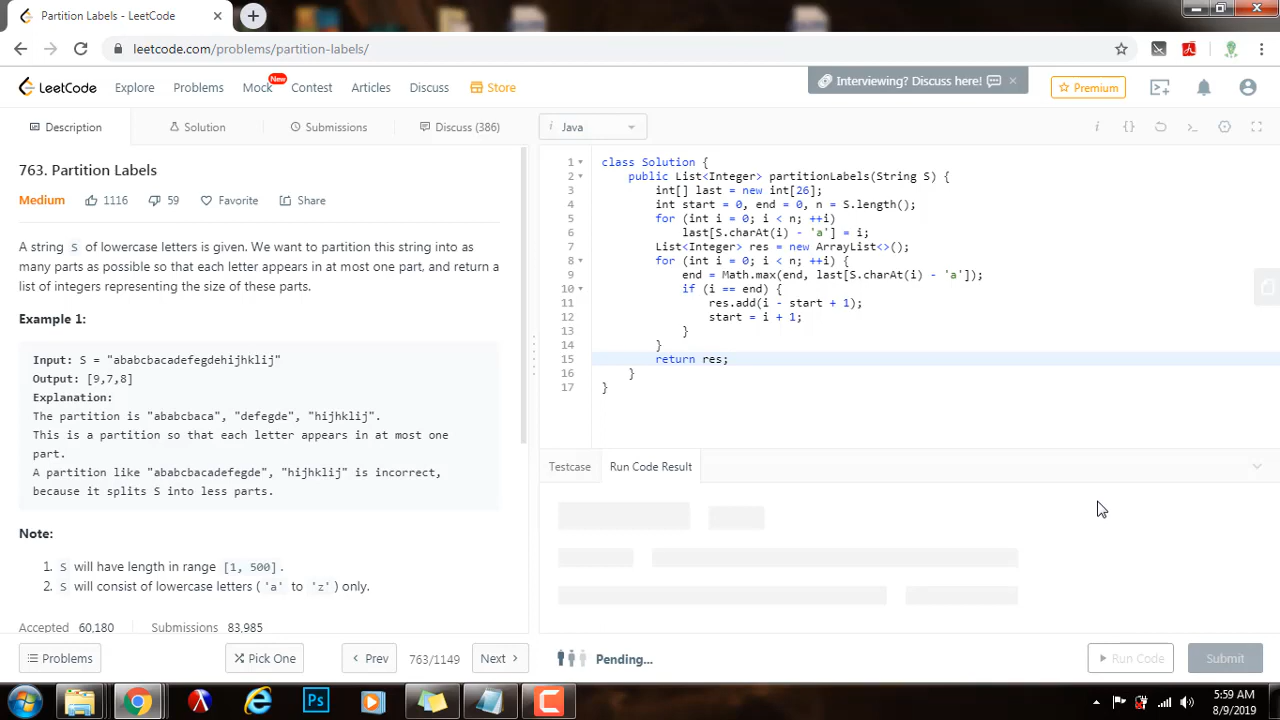 Partition Labels - LeetCode
leetcode.com/problems/partition-labels/
LeetCode
Explore
Problems
Mock
New
Contest
Articles
Discuss
Store
Interviewing? Discuss here!
Premium
Description
Solution
Submissions
Discuss (386)
i Java
763. Partition Labels
Medium
1116
59
Favorite
Share
A string S of lowercase letters is given. We want to partition this string into as
many parts as possible so that each letter appears in at most one part, and return a
list of integers representing the size of these parts.
Example 1:
Input: S = "ababcbacadefegdehijhklij"
Output: [9,7,8]
Explanation:
The partition is "ababcbaca", "defegde", "hijhklij".
This is a partition so that each letter appears in at most one
part.
A partition like "ababcbacadefegde", "hijhklij" is incorrect,
because it splits S into less parts.
Note:
1. S will have length in range [1, 500].
2. S will consist of lowercase letters ('a' to 'z') only.
Accepted 60,180
Submissions 83,985
Problems
Pick One
Prev
763/1149
Next
1 class Solution {
2 public List<Integer> partitionLabels(String S) {
3 int[] last = new int[26];
4 int start = 0, end = 0, n = S.length();
5 for (int i = 0; i < n; ++i)
6 last[S.charAt(i) - 'a'] = i;
7 List<Integer> res = new ArrayList<>();
8 for (int i = 0; i < n; ++i) {
9 end = Math.max(end, last[S.charAt(i) - 'a']);
10 if (i == end) {
11 res.add(i - start + 1);
12 start = i + 1;
13 }
14 }
15 return res;
16 }
17 }
Testcase
Run Code Result
Pending...
Run Code
Submit
Ps
5:59 AM
8/9/2019